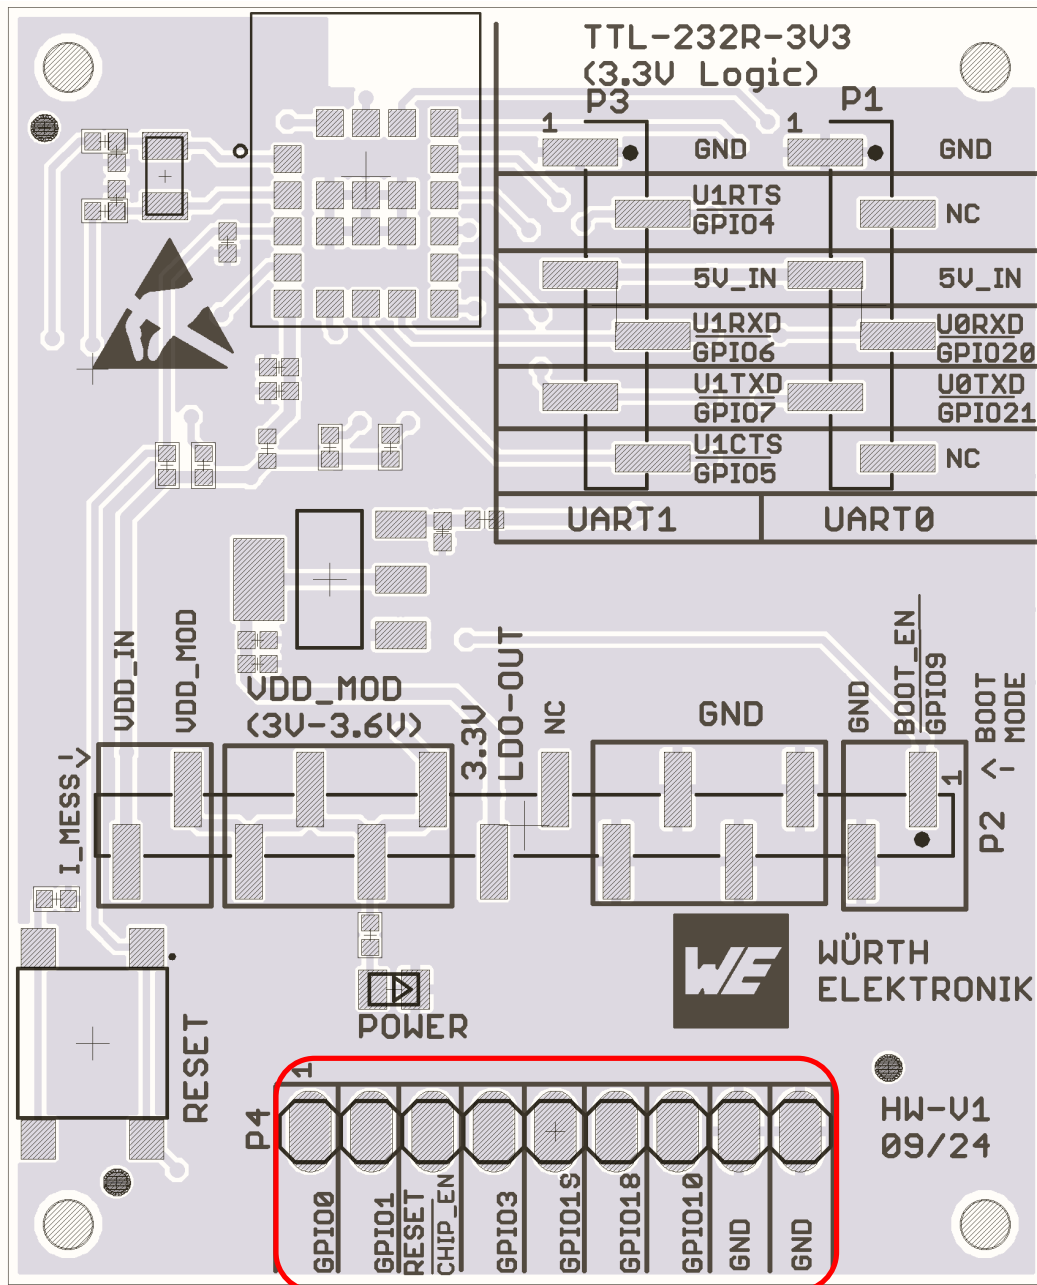 TTL-232R-3V3
(3.3V Logic)
P3
P1
1
1
GND
GND
U1RTS
GPIO4
NC
5V_IN
5V_IN
U1RXD
GPIO6
U0RXD
GPIO20
U1TXD
GPIO7
U0TXD
GPIO21
U1CTS
GPIO5
NC
UART1
UART0
VDD_IN
VDD_MOD
VDD_MOD
(3V-3.6V)
3.3V
LDO-OUT
NC
GND
GND
BOOT_EN
GPIO9
<- BOOT
MODE
I_MESS ->
1
P2
WE
WÜRTH
ELEKTRONIK
POWER
RESET
HW-V1
09/24
1
P4
GPIO0
GPIO1
RESET
CHIP_EN
GPIO3
GPIO1S
GPIO18
GPIO10
GND
GND